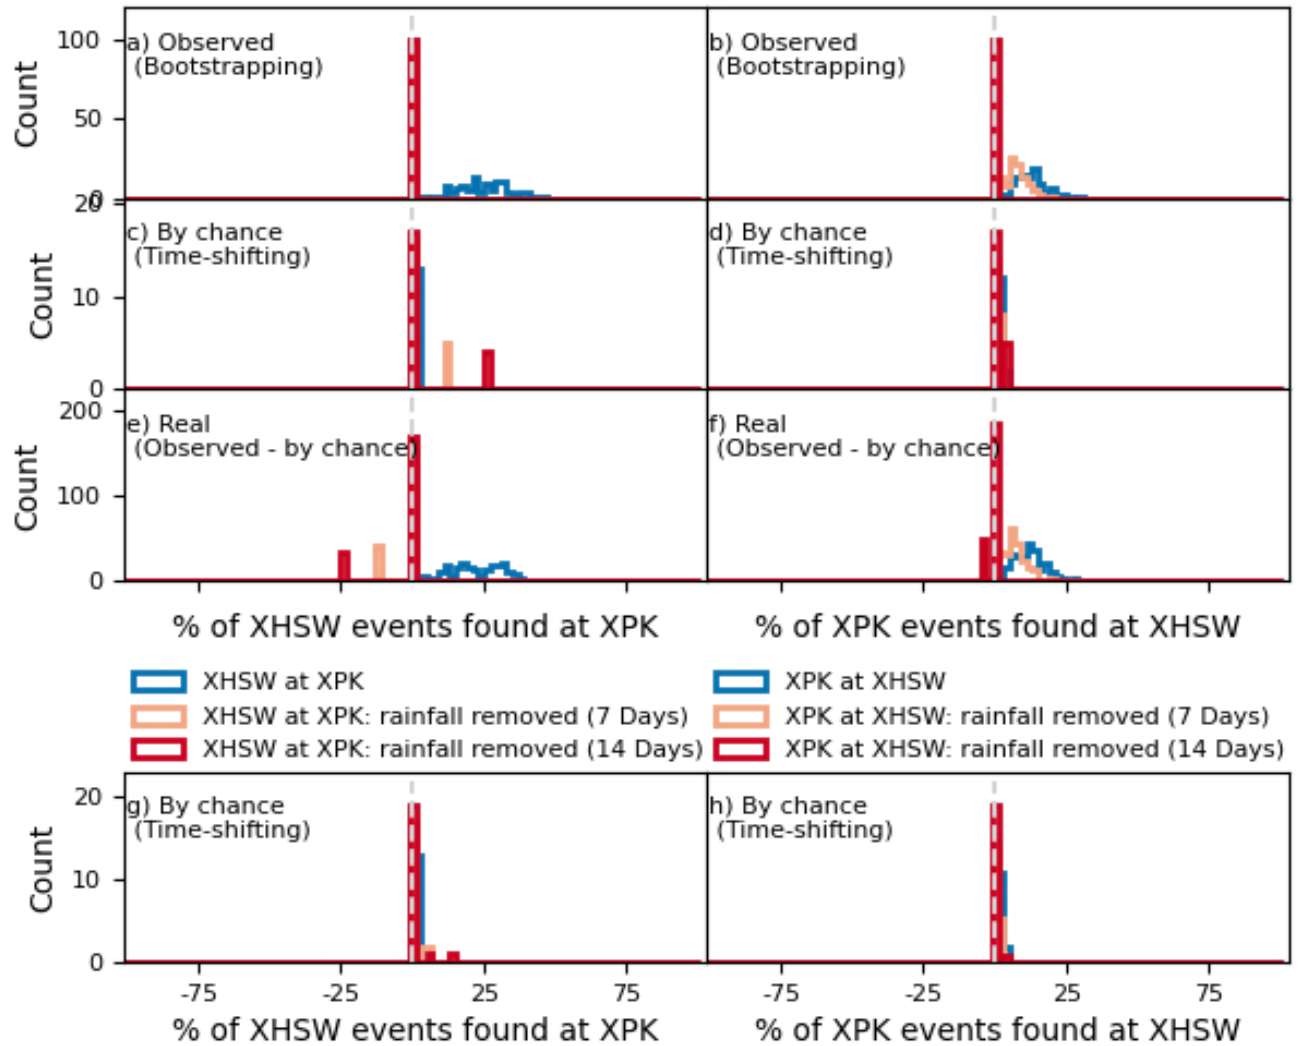 a) Observed
(Bootstrapping)
b) Observed
(Bootstrapping)
Count
100
50
0
c) By chance
(Time-shifting)
d) By chance
(Time-shifting)
Count
20
10
0
e) Real
(Observed - by chance)
f) Real
(Observed - by chance)
Count
200
100
0
% of XHSW events found at XPK
% of XPK events found at XHSW
XHSW at XPK
XHSW at XPK: rainfall removed (7 Days)
XHSW at XPK: rainfall removed (14 Days)
XPK at XHSW
XPK at XHSW: rainfall removed (7 Days)
XPK at XHSW: rainfall removed (14 Days)
g) By chance
(Time-shifting)
h) By chance
(Time-shifting)
Count
20
10
0
-75 -25 25 75
-75 -25 25 75
% of XHSW events found at XPK
% of XPK events found at XHSW